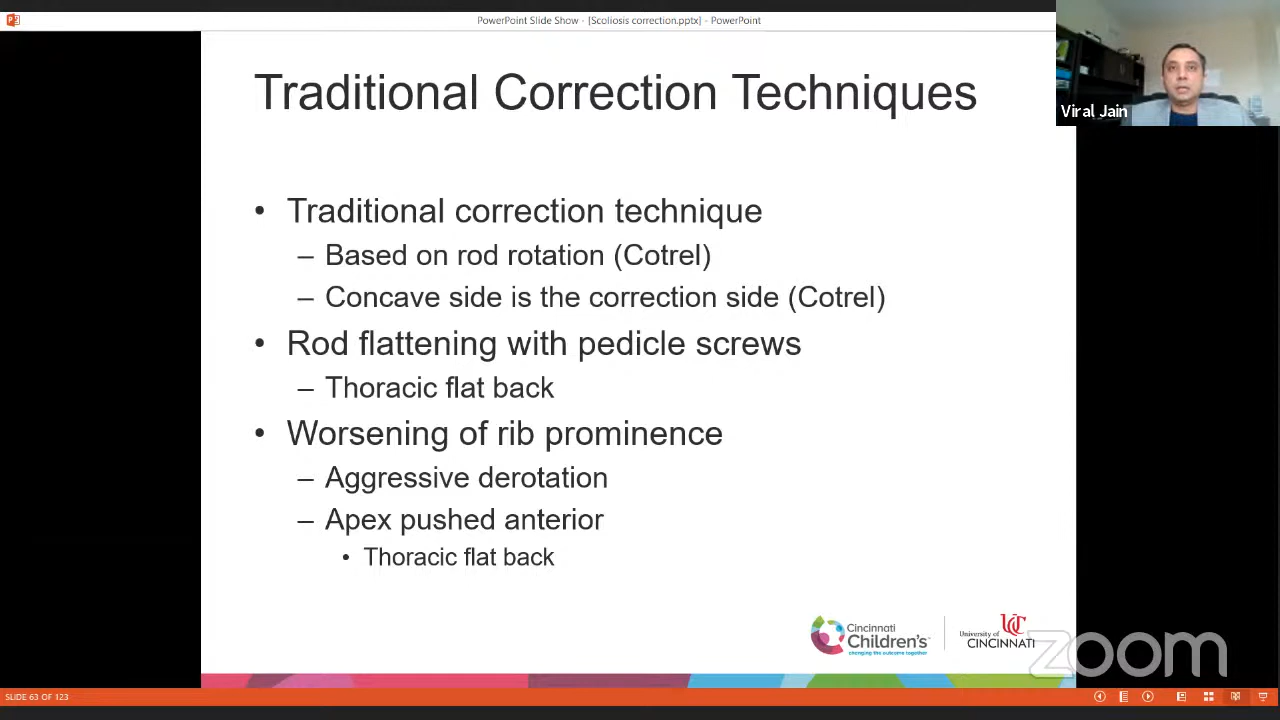 PowerPoint Slide Show - [Scoliosis correction.pptx] - PowerPoint
Viral Jain
Traditional Correction Techniques
• Traditional correction technique
– Based on rod rotation (Cotrel)
– Concave side is the correction side (Cotrel)
• Rod flattening with pedicle screws
– Thoracic flat back
• Worsening of rib prominence
– Aggressive derotation
– Apex pushed anterior
• Thoracic flat back
Cincinnati
Children's
changing the outcome together
UC
University of
CINCINNATI
zoom
SLIDE 63 OF 123